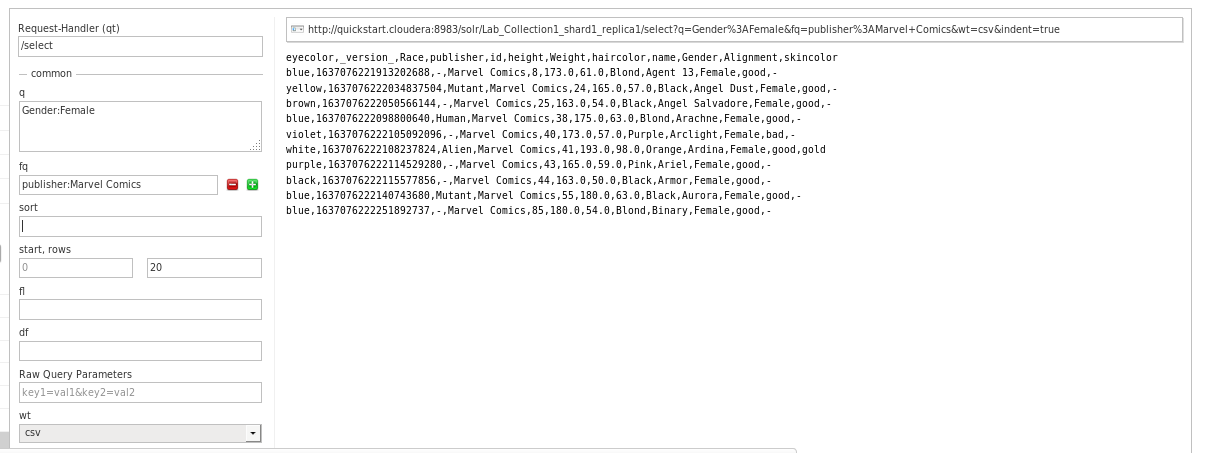 Request-Handler (qt)
/select
common
q
Gender:Female
fq
publisher:Marvel Comics
sort
start, rows
0
20
fl
df
Raw Query Parameters
key1=val1&key2=val2
wt
csv
http://quickstart.cloudera:8983/solr/Lab_Collection1_shard1_replica1/select?q=Gender%3AFemale&fq=publisher%3AMarvel+Comics&wt=csv&indent=true
eyecolor,_version_,Race,publisher,id,height,Weight,haircolor,name,Gender,Alignment,skincolor
blue,1637076221913202688,-,Marvel Comics,8,173.0,61.0,Blond,Agent 13,Female,good,-
yellow,1637076222034837504,Mutant,Marvel Comics,24,165.0,57.0,Black,Angel Dust,Female,good,-
brown,1637076222050566144,-,Marvel Comics,25,163.0,54.0,Black,Angel Salvadore,Female,good,-
blue,1637076222098800640,Human,Marvel Comics,38,175.0,63.0,Blond,Arachne,Female,good,-
violet,1637076222105092096,-,Marvel Comics,40,173.0,57.0,Purple,Arclight,Female,bad,-
white,1637076222108237824,Alien,Marvel Comics,41,193.0,98.0,Orange,Ardina,Female,good,gold
purple,1637076222114529280,-,Marvel Comics,43,165.0,59.0,Pink,Ariel,Female,good,-
black,1637076222115577856,-,Marvel Comics,44,163.0,50.0,Black,Armor,Female,good,-
blue,1637076222140743680,Mutant,Marvel Comics,55,180.0,63.0,Black,Aurora,Female,good,-
blue,1637076222251892737,-,Marvel Comics,85,180.0,54.0,Blond,Binary,Female,good,-